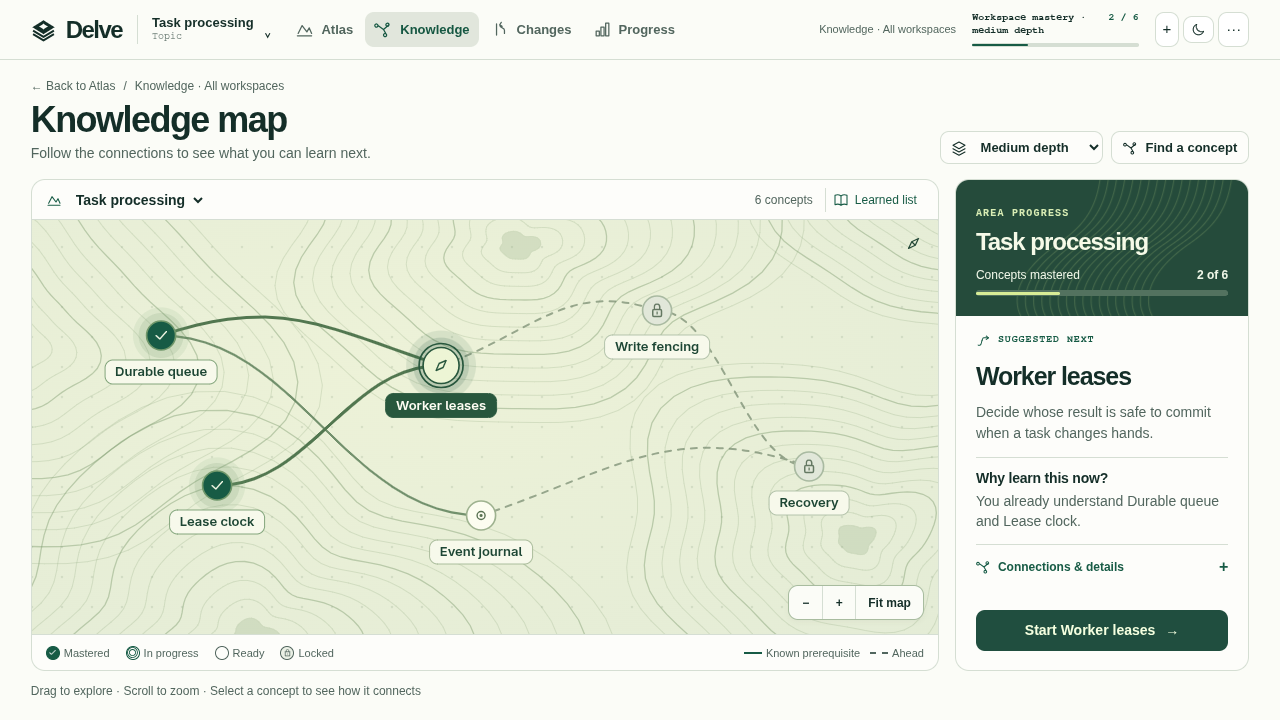 Delve
Task processing
Topic
Atlas
Knowledge
Changes
Progress
Knowledge · All workspaces
Workspace mastery · medium depth
2 / 6
+
...
← Back to Atlas / Knowledge · All workspaces
Knowledge map
Follow the connections to see what you can learn next.
Medium depth
Find a concept
Task processing
6 concepts
Learned list
Durable queue
Worker leases
Write fencing
Lease clock
Event journal
Recovery
− + Fit map
Mastered
In progress
Ready
Locked
Known prerequisite
Ahead
Drag to explore · Scroll to zoom · Select a concept to see how it connects
AREA PROGRESS
Task processing
Concepts mastered 2 of 6
SUGGESTED NEXT
Worker leases
Decide whose result is safe to commit
when a task changes hands.
Why learn this now?
You already understand Durable queue
and Lease clock.
Connections & details +
Start Worker leases →